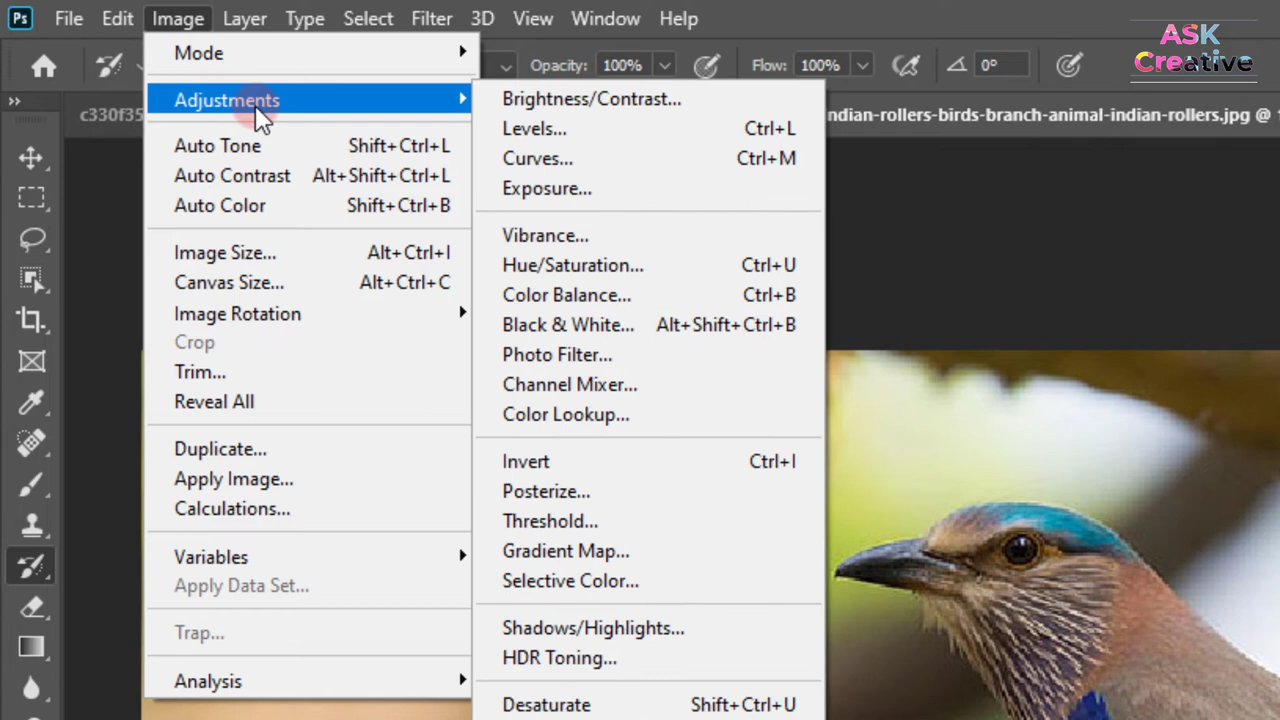 Ps File Edit Image Layer Type Select Filter 3D View Window Help
ASK
Creative
Opacity: 100% Flow: 100% 0°
c330f35
ndian-rollers-birds-branch-animal-indian-rollers.jpg @
Mode
Adjustments
Auto Tone Shift+Ctrl+L
Auto Contrast Alt+Shift+Ctrl+L
Auto Color Shift+Ctrl+B
Image Size... Alt+Ctrl+I
Canvas Size... Alt+Ctrl+C
Image Rotation
Crop
Trim...
Reveal All
Duplicate...
Apply Image...
Calculations...
Variables
Apply Data Set...
Trap...
Analysis
Brightness/Contrast...
Levels... Ctrl+L
Curves... Ctrl+M
Exposure...
Vibrance...
Hue/Saturation... Ctrl+U
Color Balance... Ctrl+B
Black & White... Alt+Shift+Ctrl+B
Photo Filter...
Channel Mixer...
Color Lookup...
Invert Ctrl+I
Posterize...
Threshold...
Gradient Map...
Selective Color...
Shadows/Highlights...
HDR Toning...
Desaturate Shift+Ctrl+U